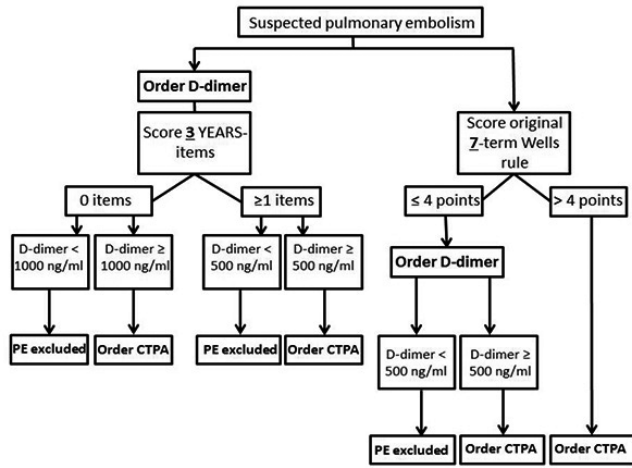 Suspected pulmonary embolism
Order D-dimer
Score 3 YEARS-
items
0 items
≥1 items
D-dimer <
1000 ng/ml
D-dimer ≥
1000 ng/ml
D-dimer <
500 ng/ml
D-dimer ≥
500 ng/ml
PE excluded
Order CTPA
PE excluded
Order CTPA
Score original
7-term Wells
rule
≤ 4 points
> 4 points
Order D-dimer
D-dimer <
500 ng/ml
D-dimer ≥
500 ng/ml
PE excluded
Order CTPA
Order CTPA